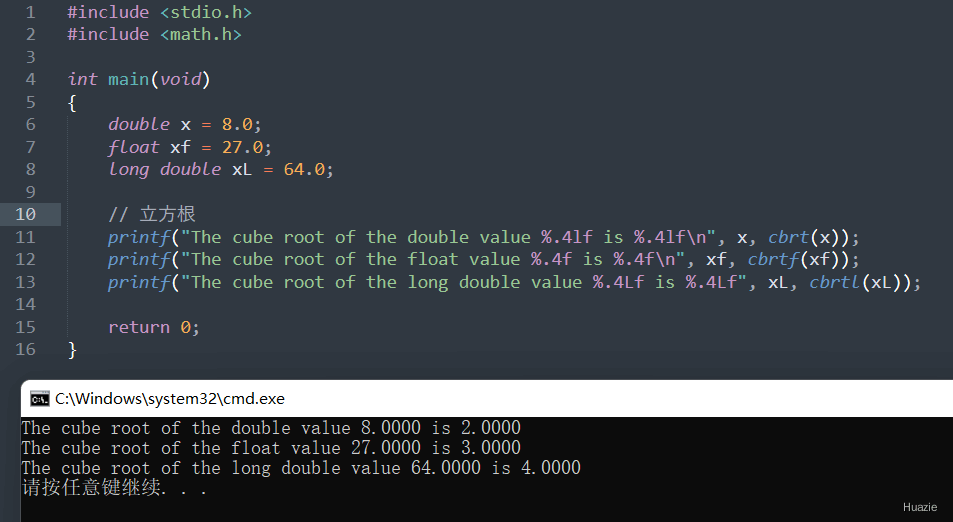 1 #include <stdio.h>
2 #include <math.h>
3
4 int main(void)
5 {
6 double x = 8.0;
7 float xf = 27.0;
8 long double xL = 64.0;
9
10 // 立方根
11 printf("The cube root of the double value %.4lf is %.4lf\n", x, cbrt(x));
12 printf("The cube root of the float value %.4f is %.4f\n", xf, cbrtf(xf));
13 printf("The cube root of the long double value %.4Lf is %.4Lf", xL, cbrtl(xL));
14
15 return 0;
16 }
C:\Windows\system32\cmd.exe
The cube root of the double value 8.0000 is 2.0000
The cube root of the float value 27.0000 is 3.0000
The cube root of the long double value 64.0000 is 4.0000
请按任意键继续. . .
Huazie